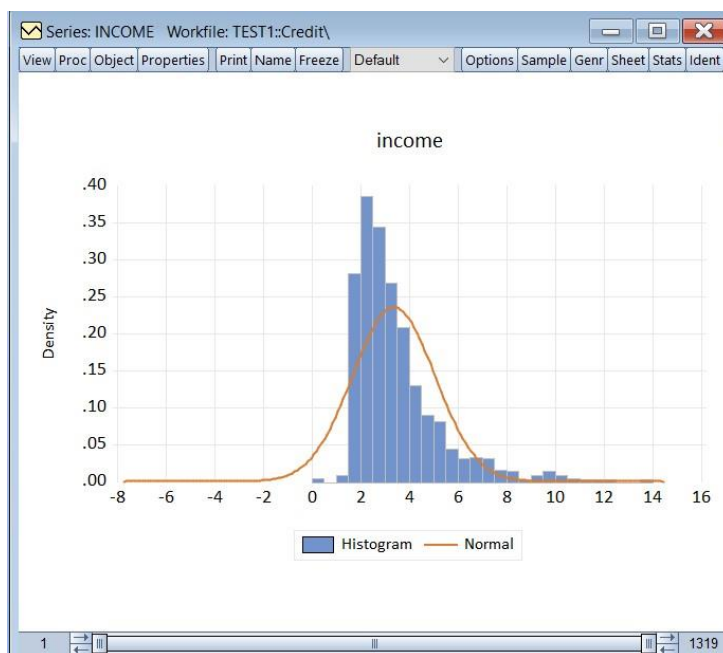 Series: INCOME Workfile: TEST1::Credit\
View Proc Object Properties Print Name Freeze Default Options Sample Genr Sheet Stats Ident
income
.40
.35
.30
.25
.20
.15
.10
.05
.00
Density
-8 -6 -4 -2 0 2 4 6 8 10 12 14 16
Histogram Normal
1 1319